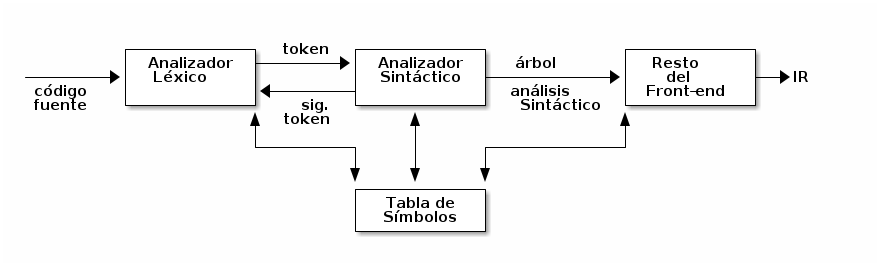 código
fuente
Analizador
Léxico
token
sig.
token
Analizador
Sintáctico
árbol
análisis
Sintáctico
Resto
del
Front-end
IR
Tabla de
Símbolos